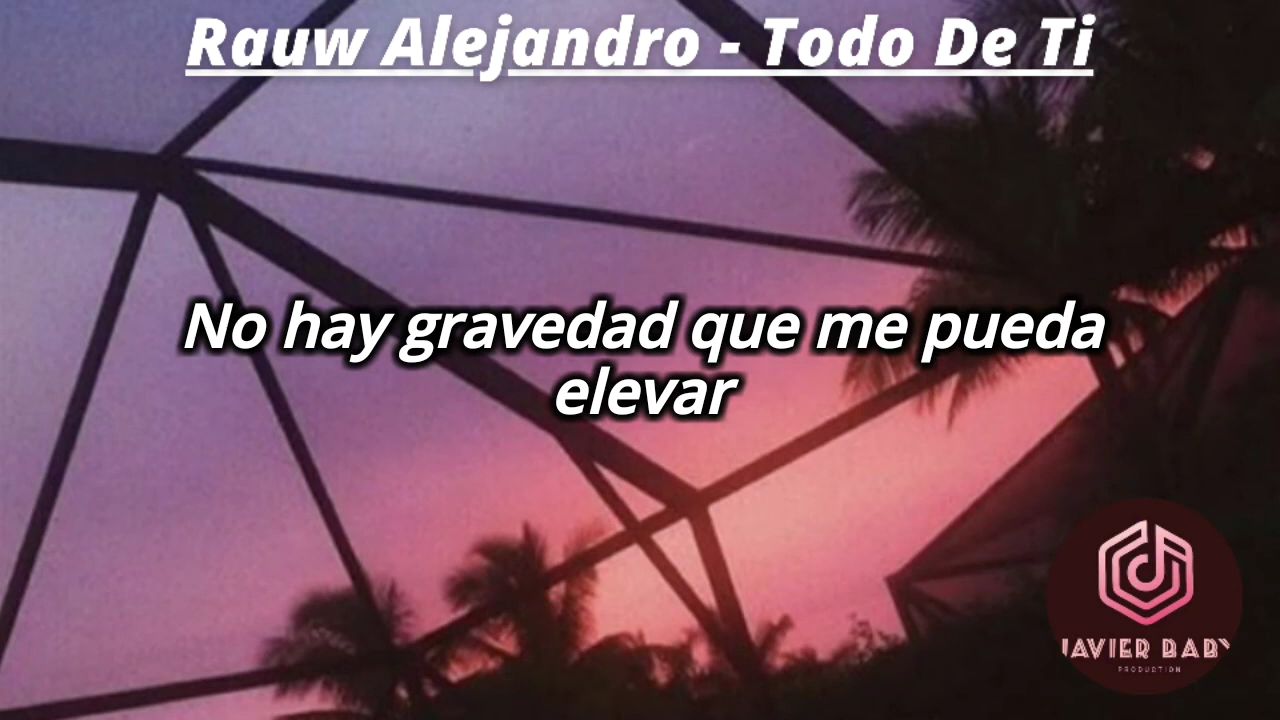 Rauw Alejandro - Todo De Ti
No hay gravedad que me pueda
elevar
JAVIER BABY
PRODUCTION